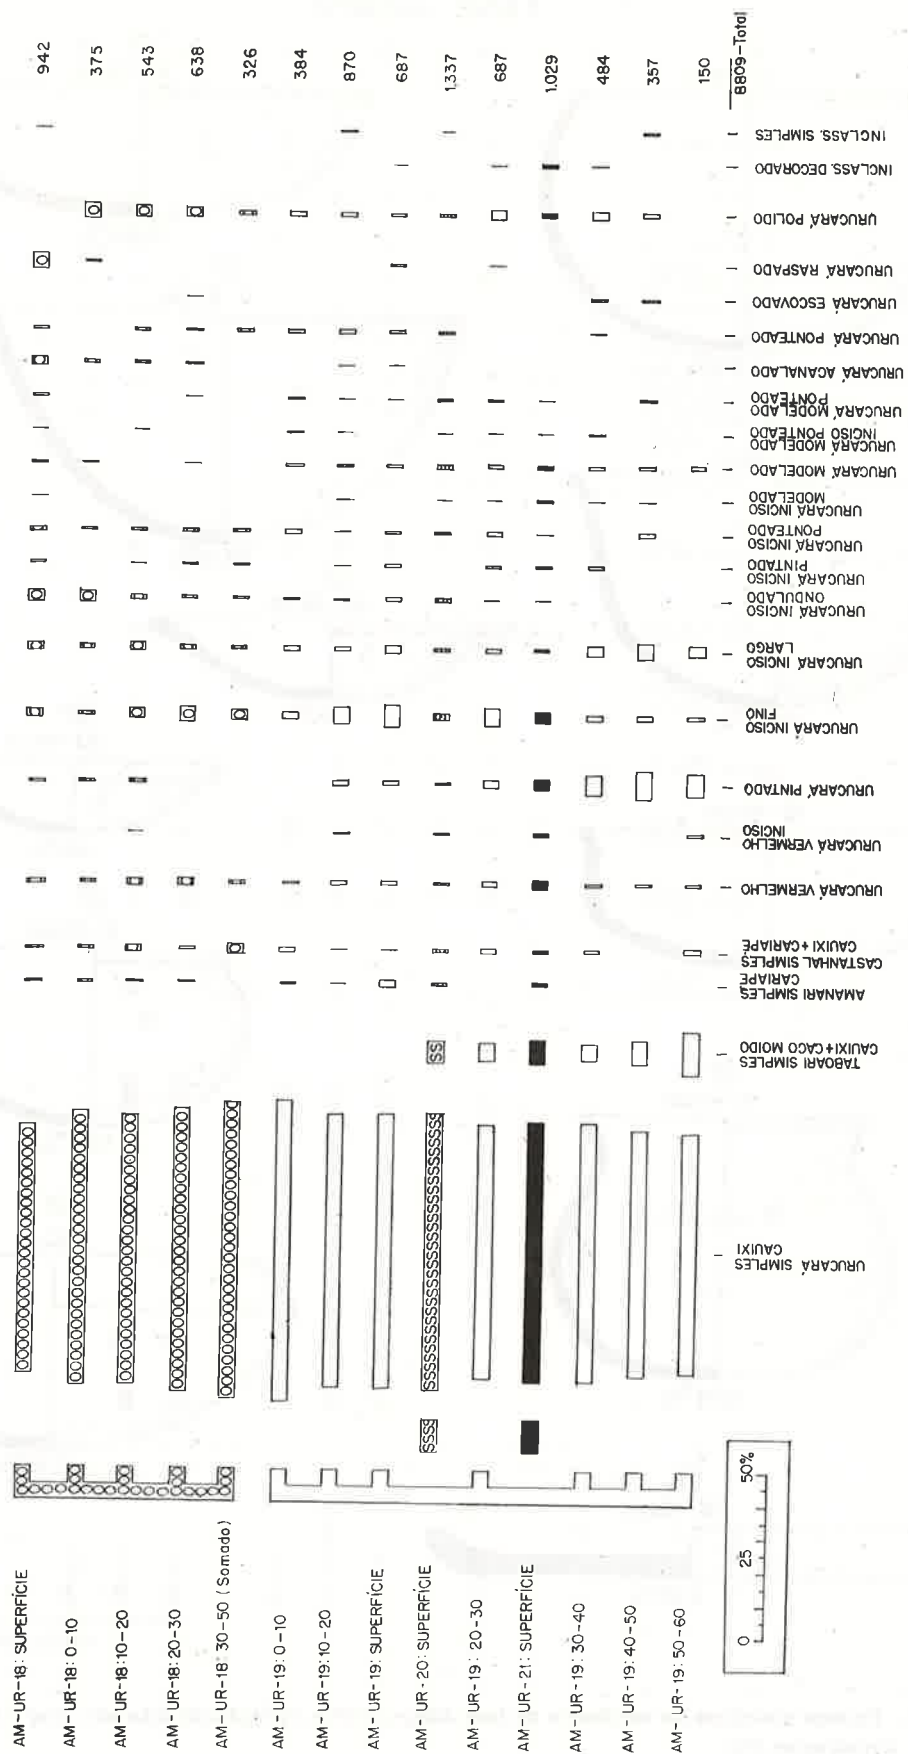 AM-UR-18: SUPERFÍCIE
AM-UR-18: 0-10
AM-UR-18:10-20
AM-UR-18:20-30
AM-UR-18: 30-50 (Somado)
AM-UR-19:0-10
AM-UR-19:10-20
AM-UR-19: SUPERFÍCIE
AM-UR-20: SUPERFÍCIE
AM-UR-19: 20-30
AM-UR-21: SUPERFÍCIE
AM-UR-19: 30-40
AM-UR-19: 40-50
AM-UR-19: 50-60
942
375
543
638
326
384
870
687
1.337
687
1.029
484
357
150
8809-Total
0 25 50%
URUCARÁ SIMPLES
CAUIXI
TABOARI SIMPLES
CAUIXI+CACO MOIDO
AMANARI SIMPLES
CARIAPE
CASTANHAL SIMPLES
CAUIXI+CARIAPÉ
URUCARÁ VERMELHO
URUCARÁ VERMELHO
INCISO
URUCARÁ PINTADO
URUCARÁ INCISO
FINO
URUCARÁ INCISO
LARGO
URUCARÁ INCISO
ONDULADO
URUCARÁ INCISO
PINTADO
URUCARÁ INCISO
PONTEADO
URUCARÁ INCISO
MODELADO
URUCARÁ MODELADO
URUCARÁ MODELADO
INCISO PONTEADO
URUCARÁ MODELADO
PONTEADO
URUCARÁ ACANALADO
URUCARÁ PONTEADO
URUCARÁ ESCOVADO
URUCARÁ RASPADO
URUCARÁ POLIDO
INCLASS. DECORADO
INCLASS. SIMPLES